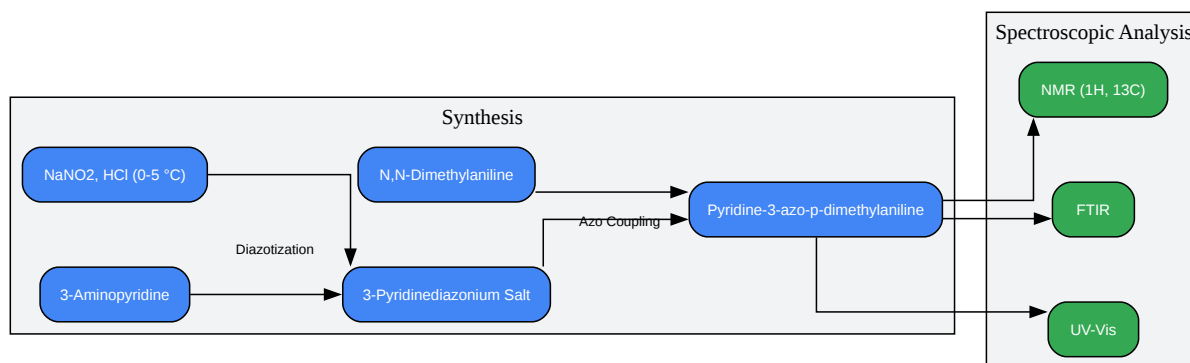 Spectroscopic Analysis
NMR (1H, 13C)
Synthesis
NaNO2, HCl (0-5 °C)
N,N-Dimethylaniline
Pyridine-3-azo-p-dimethylaniline
FTIR
Azo Coupling
Diazotization
3-Aminopyridine
3-Pyridinediazonium Salt
UV-Vis